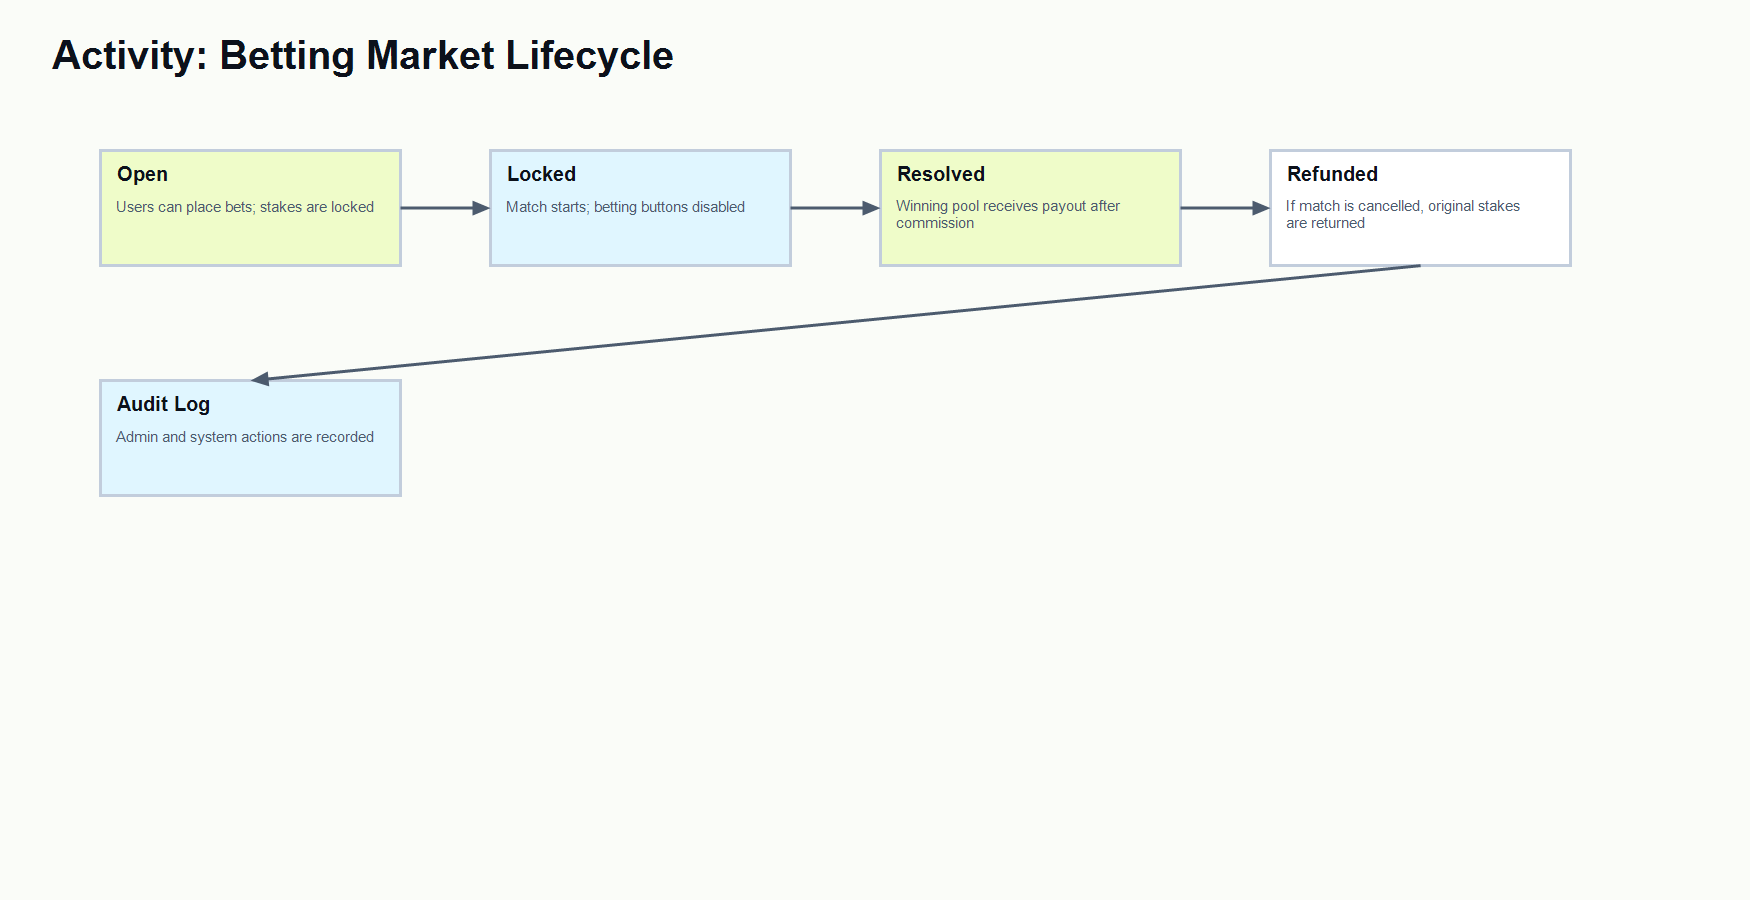 Activity: Betting Market Lifecycle
Open
Users can place bets; stakes are locked
Locked
Match starts; betting buttons disabled
Resolved
Winning pool receives payout after
commission
Refunded
If match is cancelled, original stakes
are returned
Audit Log
Admin and system actions are recorded